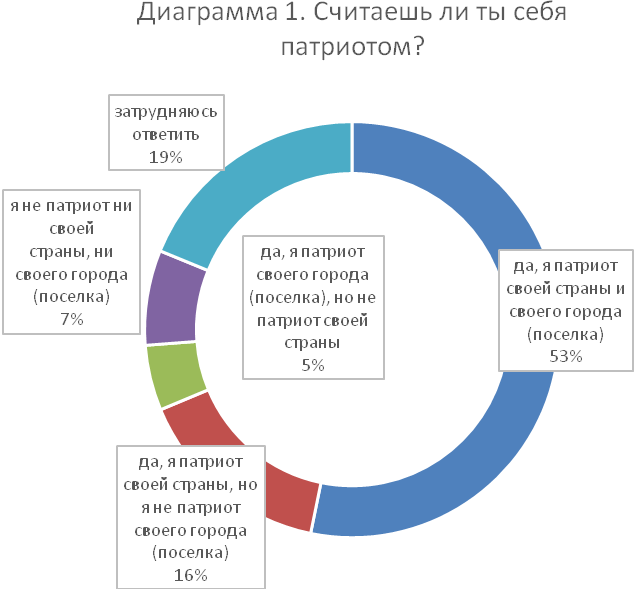 Диаграмма 1. Считаешь ли ты себя
патриотом?
затрудняюсь
ответить
19%
я не патриот ни
своей
страны, ни
своего города
(поселка)
7%
да, я патриот
своего города
(поселка), но не
патриот своей
страны
5%
да, я патриот
своей страны и
своего города
(поселка)
53%
да, я патриот
своей страны, но
я не патриот
своего города
(поселка)
16%